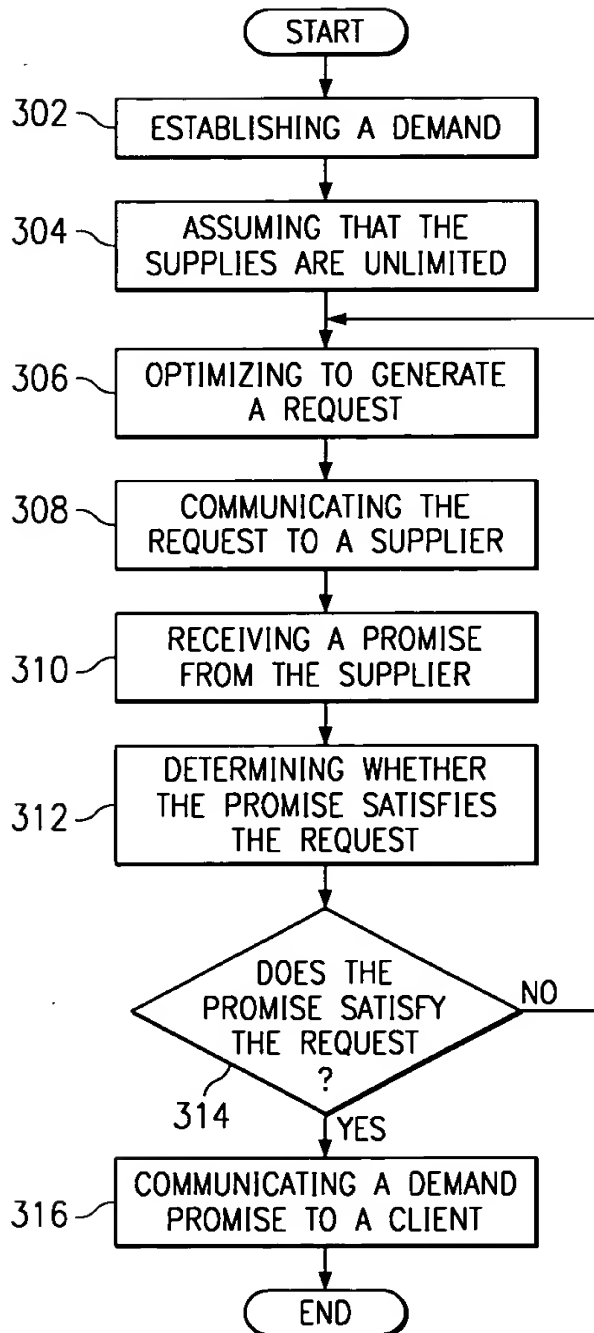 START
302
ESTABLISHING A DEMAND
304
ASSUMING THAT THE
SUPPLIES ARE UNLIMITED
306
OPTIMIZING TO GENERATE
A REQUEST
308
COMMUNICATING THE
REQUEST TO A SUPPLIER
310
RECEIVING A PROMISE
FROM THE SUPPLIER
312
DETERMINING WHETHER
THE PROMISE SATISFIES
THE REQUEST
DOES THE
PROMISE SATISFY
THE REQUEST
?
NO
314
YES
316
COMMUNICATING A DEMAND
PROMISE TO A CLIENT
END